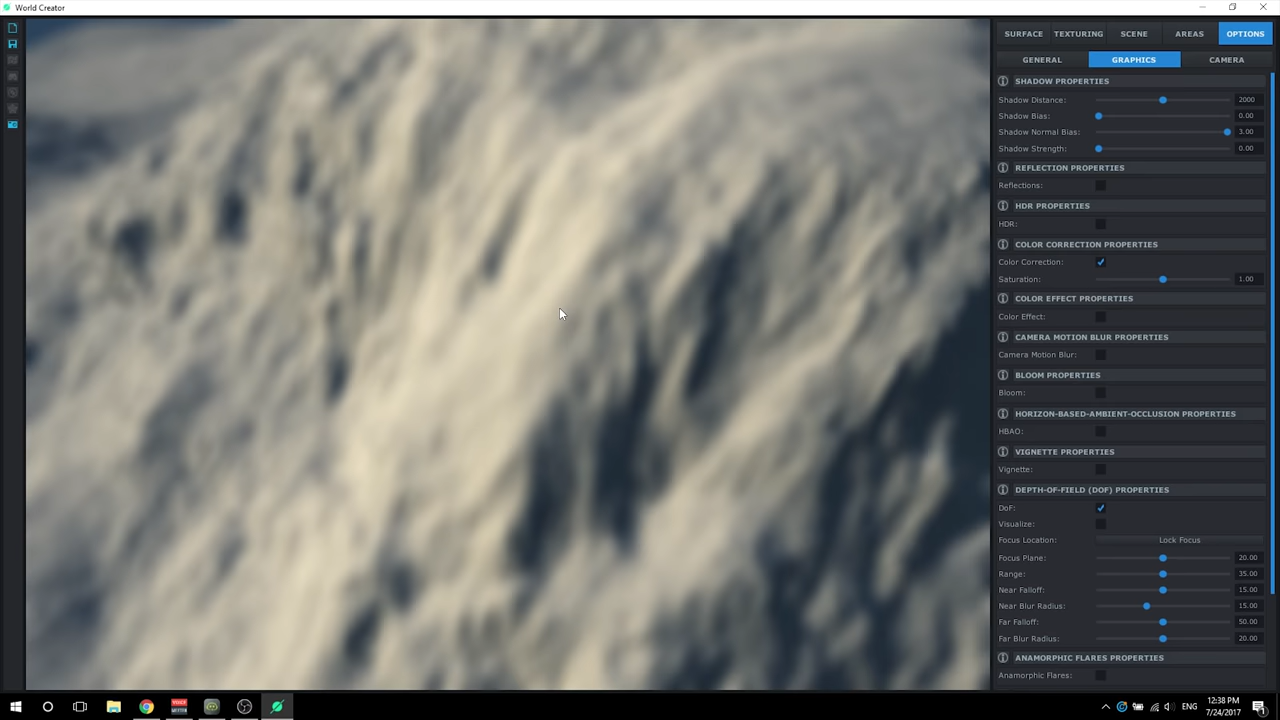 World Creator
SURFACE TEXTURING SCENE AREAS OPTIONS
GENERAL GRAPHICS CAMERA
SHADOW PROPERTIES
Shadow Distance: 2000
Shadow Bias: 0.00
Shadow Normal Bias: 3.00
Shadow Strength: 0.00
REFLECTION PROPERTIES
Reflections:
HDR PROPERTIES
HDR:
COLOR CORRECTION PROPERTIES
Color Correction:
Saturation: 1.00
COLOR EFFECT PROPERTIES
Color Effect:
CAMERA MOTION BLUR PROPERTIES
Camera Motion Blur:
BLOOM PROPERTIES
Bloom:
HORIZON-BASED-AMBIENT-OCCLUSION PROPERTIES
HBAO:
VIGNETTE PROPERTIES
Vignette:
DEPTH-OF-FIELD (DOF) PROPERTIES
DoF:
Visualize:
Focus Location: Lock Focus
Focus Plane: 20.00
Range: 35.00
Near Falloff: 15.00
Near Blur Radius: 15.00
Far Falloff: 50.00
Far Blur Radius: 20.00
ANAMORPHIC FLARES PROPERTIES
Anamorphic Flares:
ENG
12:38 PM
7/24/2017